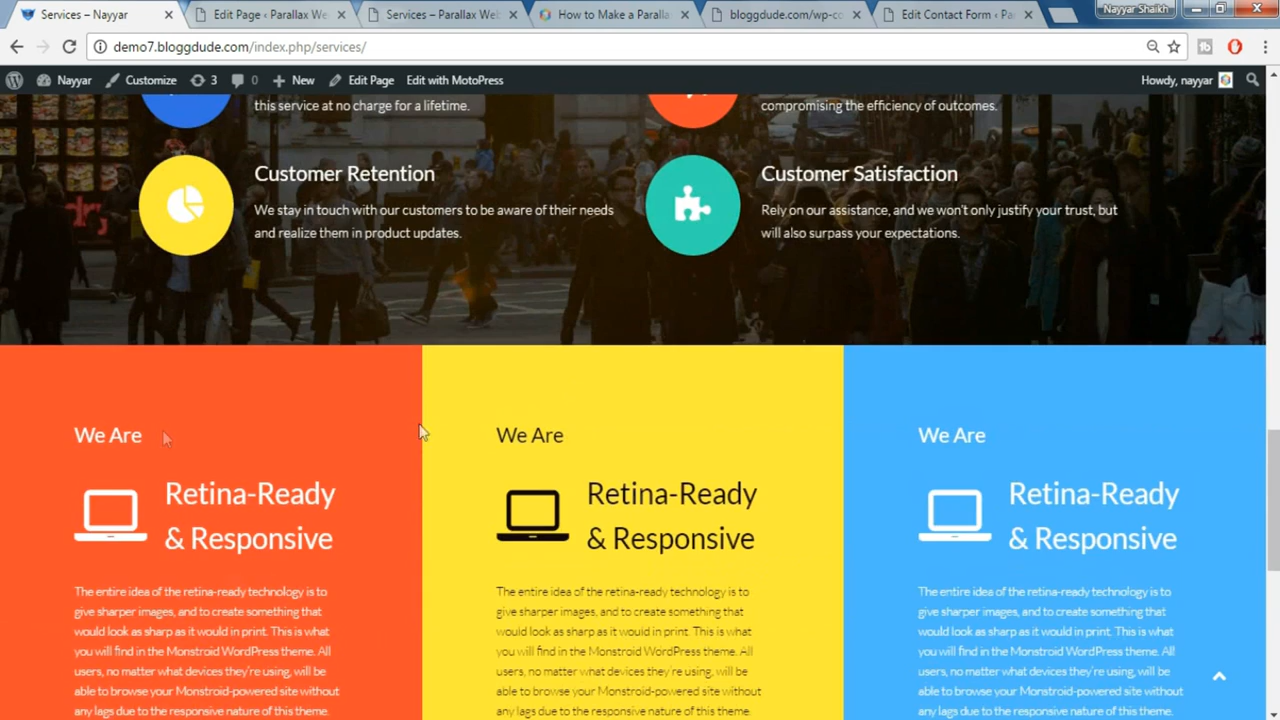 Services – Nayyar
Edit Page ‹ Parallax We
Services – Parallax Web
How to Make a Paralla
bloggdude.com/wp-co
Edit Contact Form ‹ Pa
Nayyar Shaikh
demo7.bloggdude.com/index.php/services/
Nayyar
Customize
3
0
New
Edit Page
Edit with MotoPress
Howdy, nayyar
this service at no charge for a lifetime.
compromising the efficiency of outcomes.
Customer Retention
We stay in touch with our customers to be aware of their needs
and realize them in product updates.
Customer Satisfaction
Rely on our assistance, and we won't only justify your trust, but
will also surpass your expectations.
We Are
Retina-Ready
& Responsive
The entire idea of the retina-ready technology is to
give sharper images, and to create something that
would look as sharp as it would in print. This is what
you will find in the Monstroid WordPress theme. All
users, no matter what devices they're using, will be
able to browse your Monstroid-powered site without
any lags due to the responsive nature of this theme.
We Are
Retina-Ready
& Responsive
The entire idea of the retina-ready technology is to
give sharper images, and to create something that
would look as sharp as it would in print. This is what
you will find in the Monstroid WordPress theme. All
users, no matter what devices they're using, will be
able to browse your Monstroid-powered site without
any lags due to the responsive nature of this theme.
We Are
Retina-Ready
& Responsive
The entire idea of the retina-ready technology is to
give sharper images, and to create something that
would look as sharp as it would in print. This is what
you will find in the Monstroid WordPress theme. All
users, no matter what devices they're using, will be
able to browse your Monstroid-powered site without
any lags due to the responsive nature of this theme.